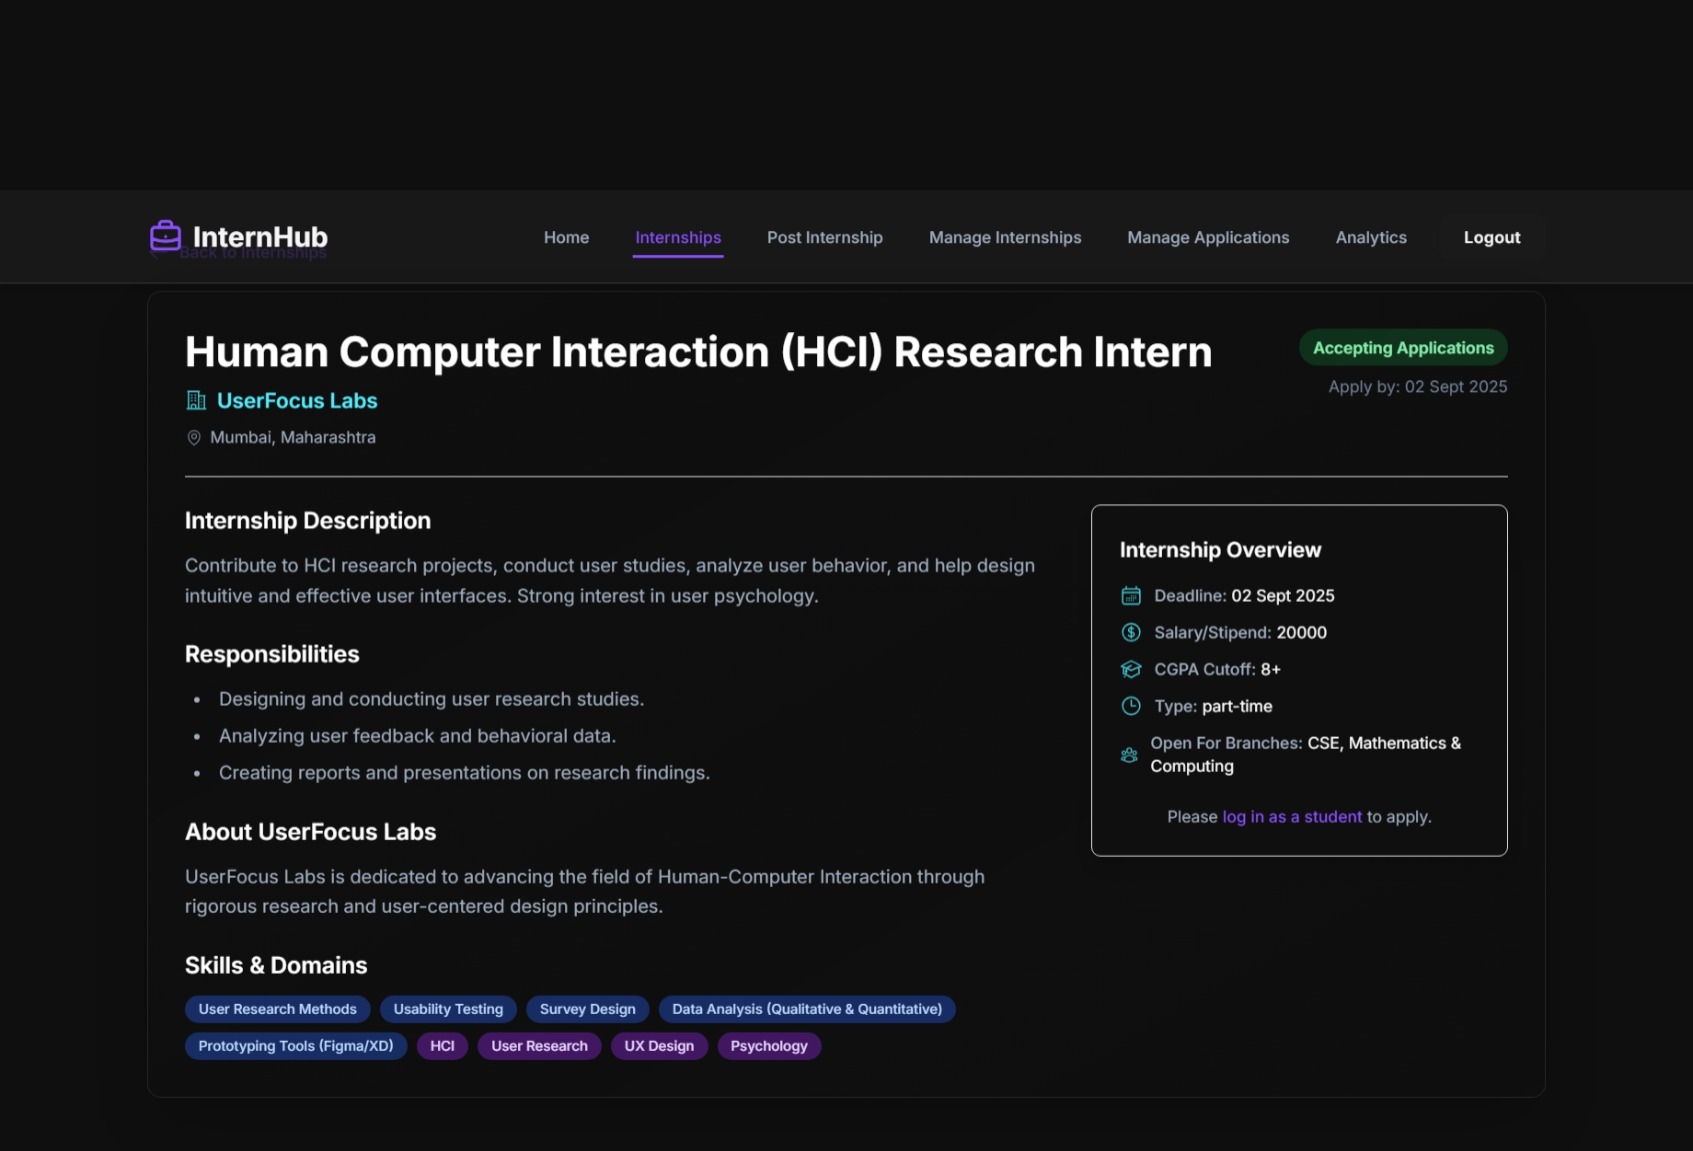 InternHub
Back to Internships
Home
Internships
Post Internship
Manage Internships
Manage Applications
Analytics
Logout
Human Computer Interaction (HCI) Research Intern
Accepting Applications
Apply by: 02 Sept 2025
UserFocus Labs
Mumbai, Maharashtra
Internship Description
Contribute to HCI research projects, conduct user studies, analyze user behavior, and help design
intuitive and effective user interfaces. Strong interest in user psychology.
Responsibilities
Designing and conducting user research studies.
Analyzing user feedback and behavioral data.
Creating reports and presentations on research findings.
About UserFocus Labs
UserFocus Labs is dedicated to advancing the field of Human-Computer Interaction through
rigorous research and user-centered design principles.
Skills & Domains
User Research Methods
Usability Testing
Survey Design
Data Analysis (Qualitative & Quantitative)
Prototyping Tools (Figma/XD)
HCI
User Research
UX Design
Psychology
Internship Overview
Deadline: 02 Sept 2025
Salary/Stipend: 20000
CGPA Cutoff: 8+
Type: part-time
Open For Branches: CSE, Mathematics &
Computing
Please log in as a student to apply.